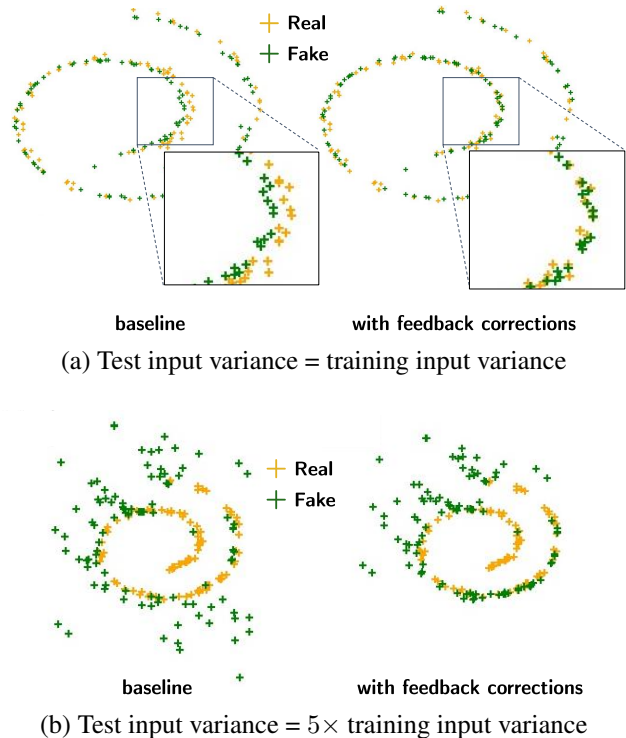 Real
Fake
baseline
with feedback corrections
(a) Test input variance = training input variance
Real
Fake
baseline
with feedback corrections
(b) Test input variance = 5× training input variance